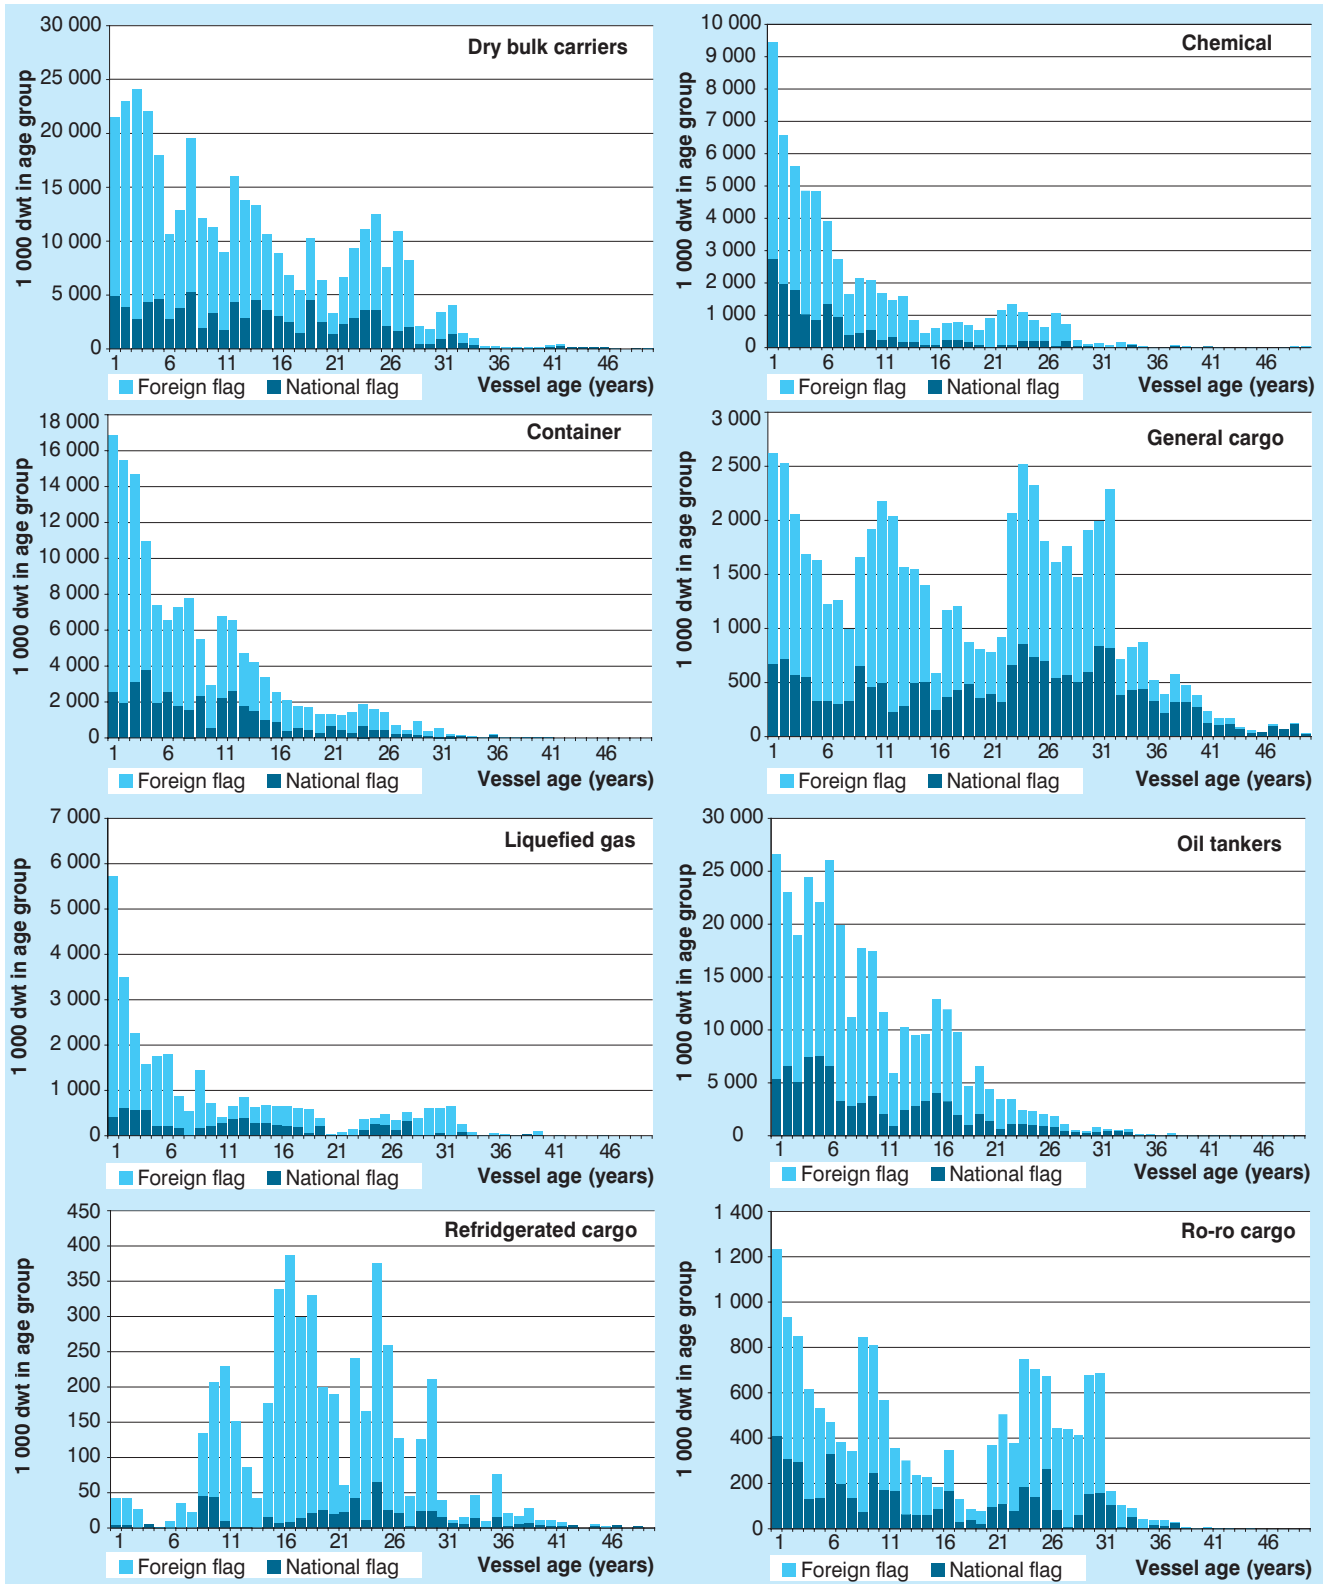 Dry bulk carriers
1 000 dwt in age group
30 000
25 000
20 000
15 000
10 000
5 000
0
1 6 11 16 21 26 31 36 41 46
Foreign flag National flag Vessel age (years)
Chemical
1 000 dwt in age group
10 000
9 000
8 000
7 000
6 000
5 000
4 000
3 000
2 000
1 000
0
1 6 11 16 21 26 31 36 41 46
Foreign flag National flag Vessel age (years)
Container
1 000 dwt in age group
18 000
16 000
14 000
12 000
10 000
8 000
6 000
4 000
2 000
0
1 6 11 16 21 26 31 36 41 46
Foreign flag National flag Vessel age (years)
General cargo
1 000 dwt in age group
3 000
2 500
2 000
1 500
1 000
500
0
1 6 11 16 21 26 31 36 41 46
Foreign flag National flag Vessel age (years)
Liquefied gas
1 000 dwt in age group
7 000
6 000
5 000
4 000
3 000
2 000
1 000
0
1 6 11 16 21 26 31 36 41 46
Foreign flag National flag Vessel age (years)
Oil tankers
1 000 dwt in age group
30 000
25 000
20 000
15 000
10 000
5 000
0
1 6 11 16 21 26 31 36 41 46
Foreign flag National flag Vessel age (years)
Refridgerated cargo
1 000 dwt in age group
450
400
350
300
250
200
150
100
50
0
1 6 11 16 21 26 31 36 41 46
Foreign flag National flag Vessel age (years)
Ro-ro cargo
1 000 dwt in age group
1 400
1 200
1 000
800
600
400
200
0
1 6 11 16 21 26 31 36 41 46
Foreign flag National flag Vessel age (years)